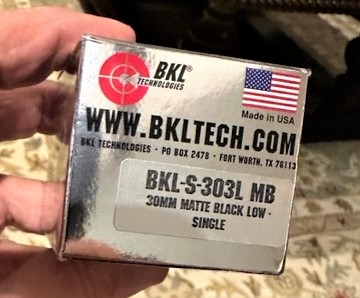 BKL®
TECHNOLOGIES
Made in USA
WWW.BKLTECH.COM
BKL TECHNOLOGIES • PO BOX 2478 • FORT WORTH, TX 76113
BKL-S-303L MB
30MM MATTE BLACK LOW -
SINGLE